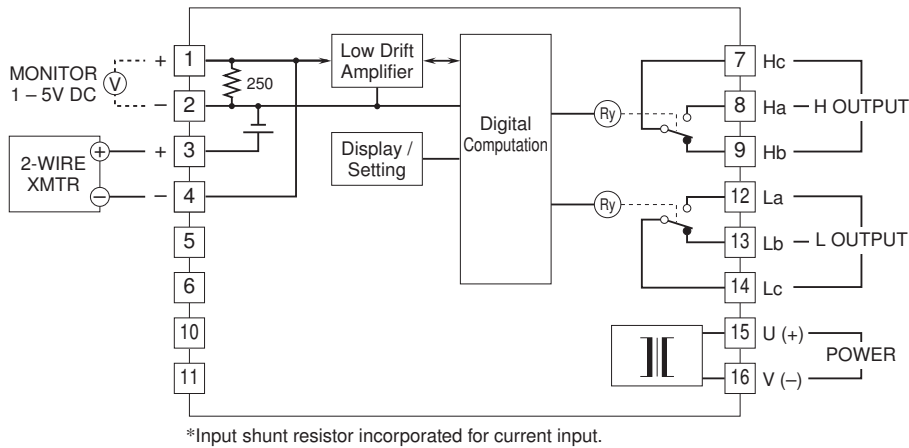 MONITOR
1 – 5V DC
V
+
–
2-WIRE
XMTR
+
–
+
–
1
2
3
4
5
6
10
11
250
Low Drift
Amplifier
Display /
Setting
Digital
Computation
Ry
Ry
7 Hc
8 Ha
9 Hb
H OUTPUT
12 La
13 Lb
14 Lc
L OUTPUT
15 U (+)
16 V (–)
POWER
*Input shunt resistor incorporated for current input.